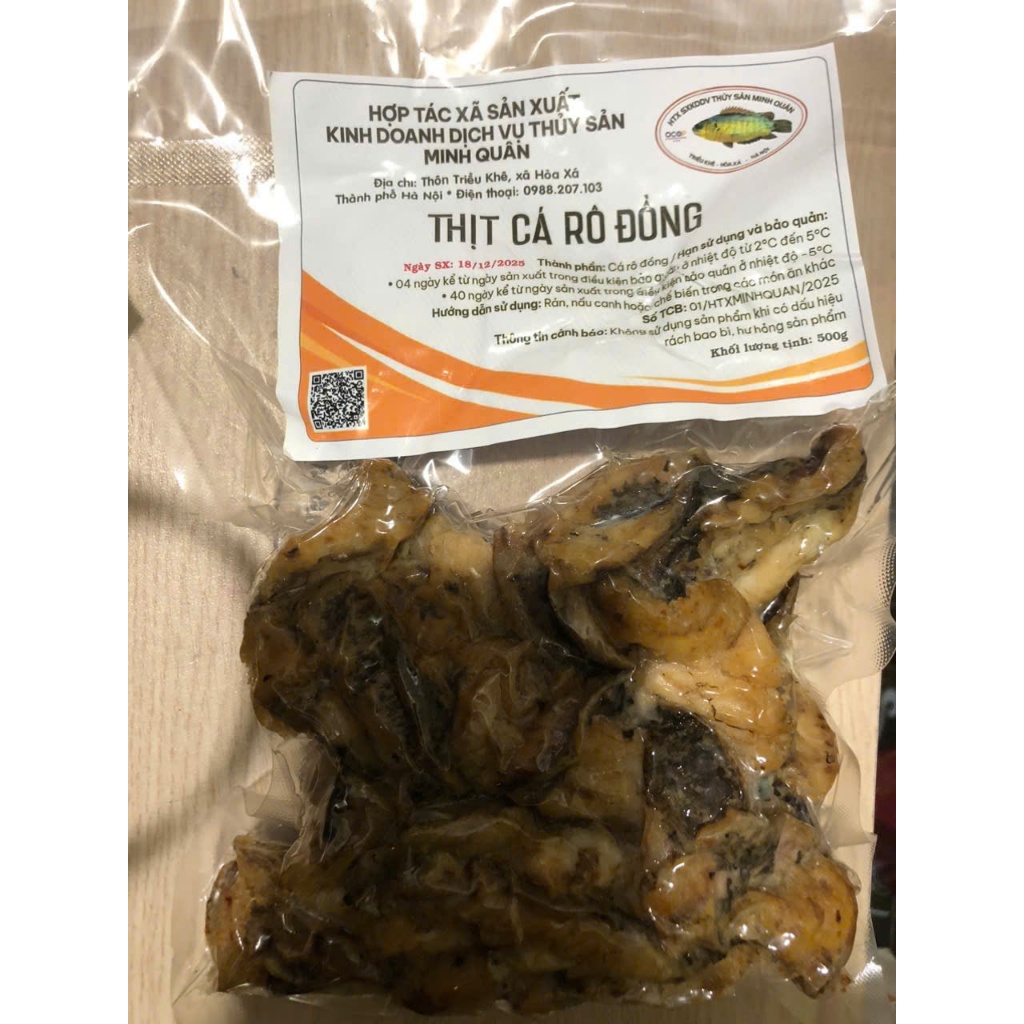 HỢP TÁC XÃ SẢN XUẤT
KINH DOANH DỊCH VỤ THỦY SẢN
MINH QUÂN
Địa chỉ: Thôn Triều Khê, xã Hòa Xá
Thành phố Hà Nội * Điện thoại: 0988.207.103
HTX SXKDDV THỦY SẢN MINH QUÂN
TRIỀU KHÊ - HÒA XÁ - HÀ NỘI
THỊT CÁ RÔ ĐỒNG
Ngày SX: 18/12/2025 Thành phần: Cá rô đồng / Hạn sử dụng và bảo quản:
• 04 ngày kể từ ngày sản xuất trong điều kiện bảo quản ở nhiệt độ từ 2°C đến 5°C
• 40 ngày kể từ ngày sản xuất trong điều kiện bảo quản ở nhiệt độ - 5°C
Hướng dẫn sử dụng: Rán, nấu canh hoặc chế biến trong các món ăn khác
Số TCB: 01/HTXMINHQUAN/2025
Thông tin cảnh báo: Không sử dụng sản phẩm khi có dấu hiệu
rách bao bì, hư hỏng sản phẩm
Khối lượng tịnh: 500g